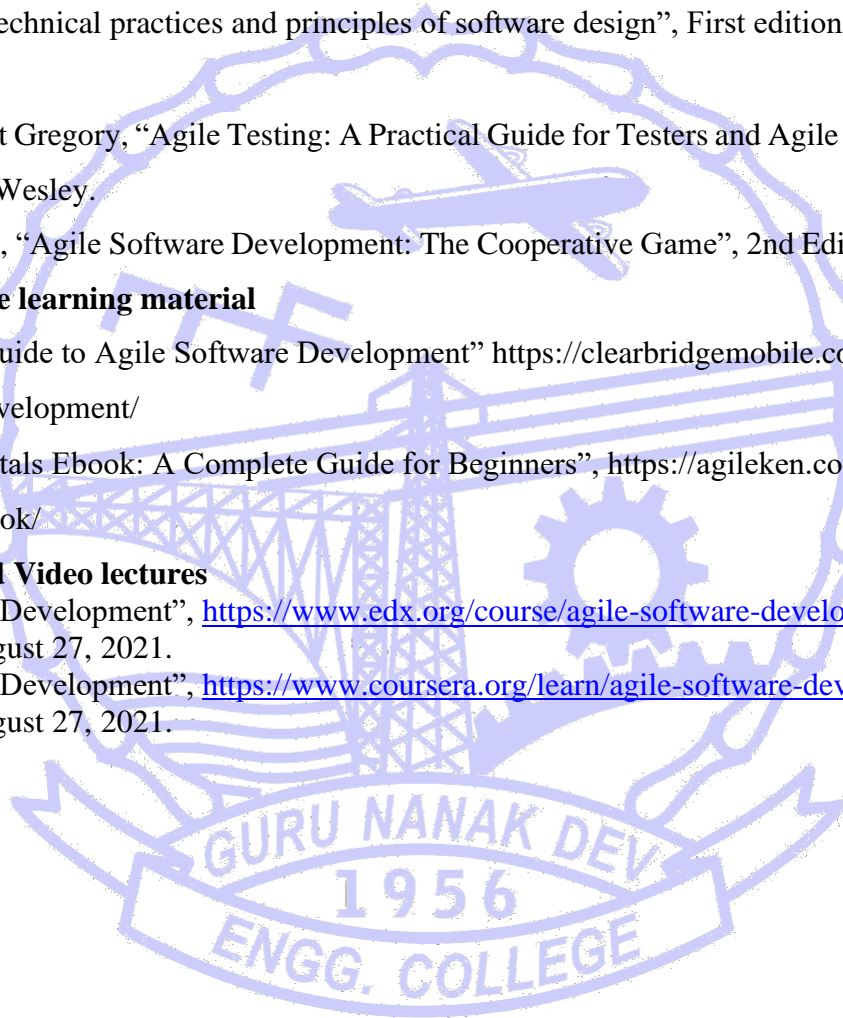 echnical practices and principles of software design”, First edition
t Gregory, “Agile Testing: A Practical Guide for Testers and Agile
Wesley.
, “Agile Software Development: The Cooperative Game”, 2nd Edi
e learning material
uide to Agile Software Development” https://clearbridgemobile.co
velopment/
tals Ebook: A Complete Guide for Beginners”, https://agileken.co
ok/
l Video lectures
Development”, https://www.edx.org/course/agile-software-develo
gust 27, 2021.
Development”, https://www.coursera.org/learn/agile-software-dev
gust 27, 2021.
GURU NANAK DEV
1956
ENGG. COLLEGE